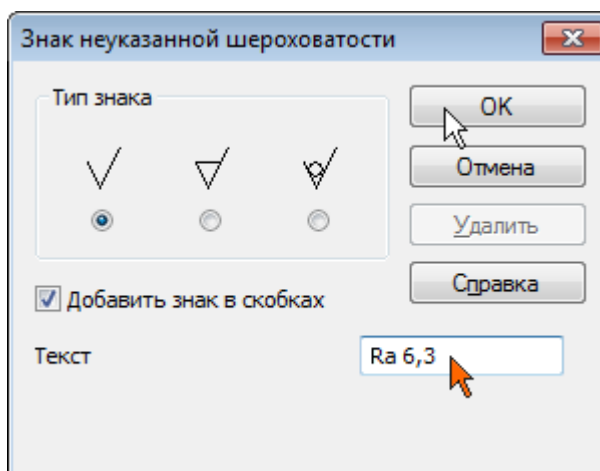 Знак неуказанной шероховатости
Тип знака
OK
Отмена
Удалить
Справка
Добавить знак в скобках
Текст
Ra 6,3